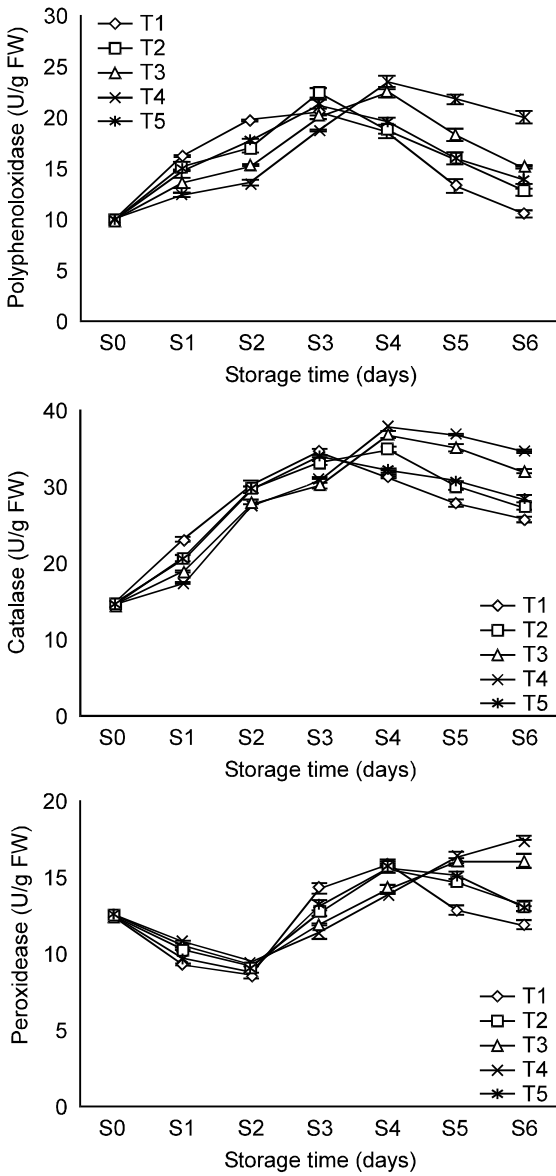 Polyphenoloxidase (U/g FW)
30
25
20
15
10
5
0
T1
T2
T3
T4
T5
S0 S1 S2 S3 S4 S5 S6
Storage time (days)
Catalase (U/g FW)
40
30
20
10
0
T1
T2
T3
T4
T5
S0 S1 S2 S3 S4 S5 S6
Storage time (days)
Peroxidease (U/g FW)
20
15
10
5
0
T1
T2
T3
T4
T5
S0 S1 S2 S3 S4 S5 S6
Storage time (days)